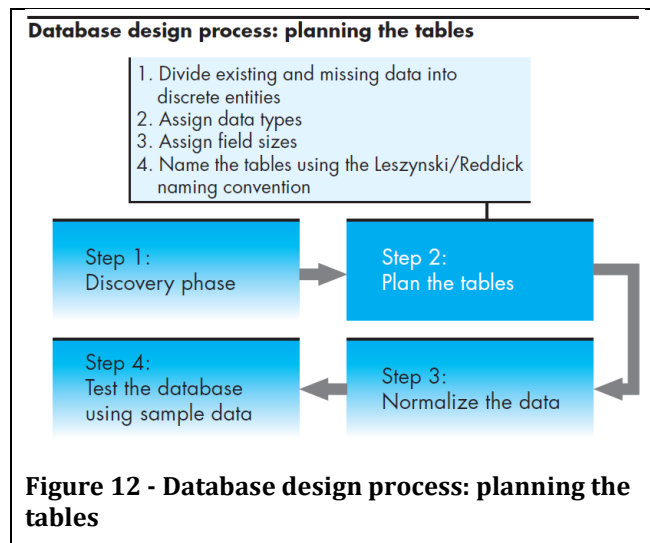 Database design process: planning the tables
1. Divide existing and missing data into
discrete entities
2. Assign data types
3. Assign field sizes
4. Name the tables using the Leszynski/Reddick
naming convention
Step 1:
Discovery phase
Step 2:
Plan the tables
Step 4:
Test the database
using sample data
Step 3:
Normalize the data
Figure 12 - Database design process: planning the
tables